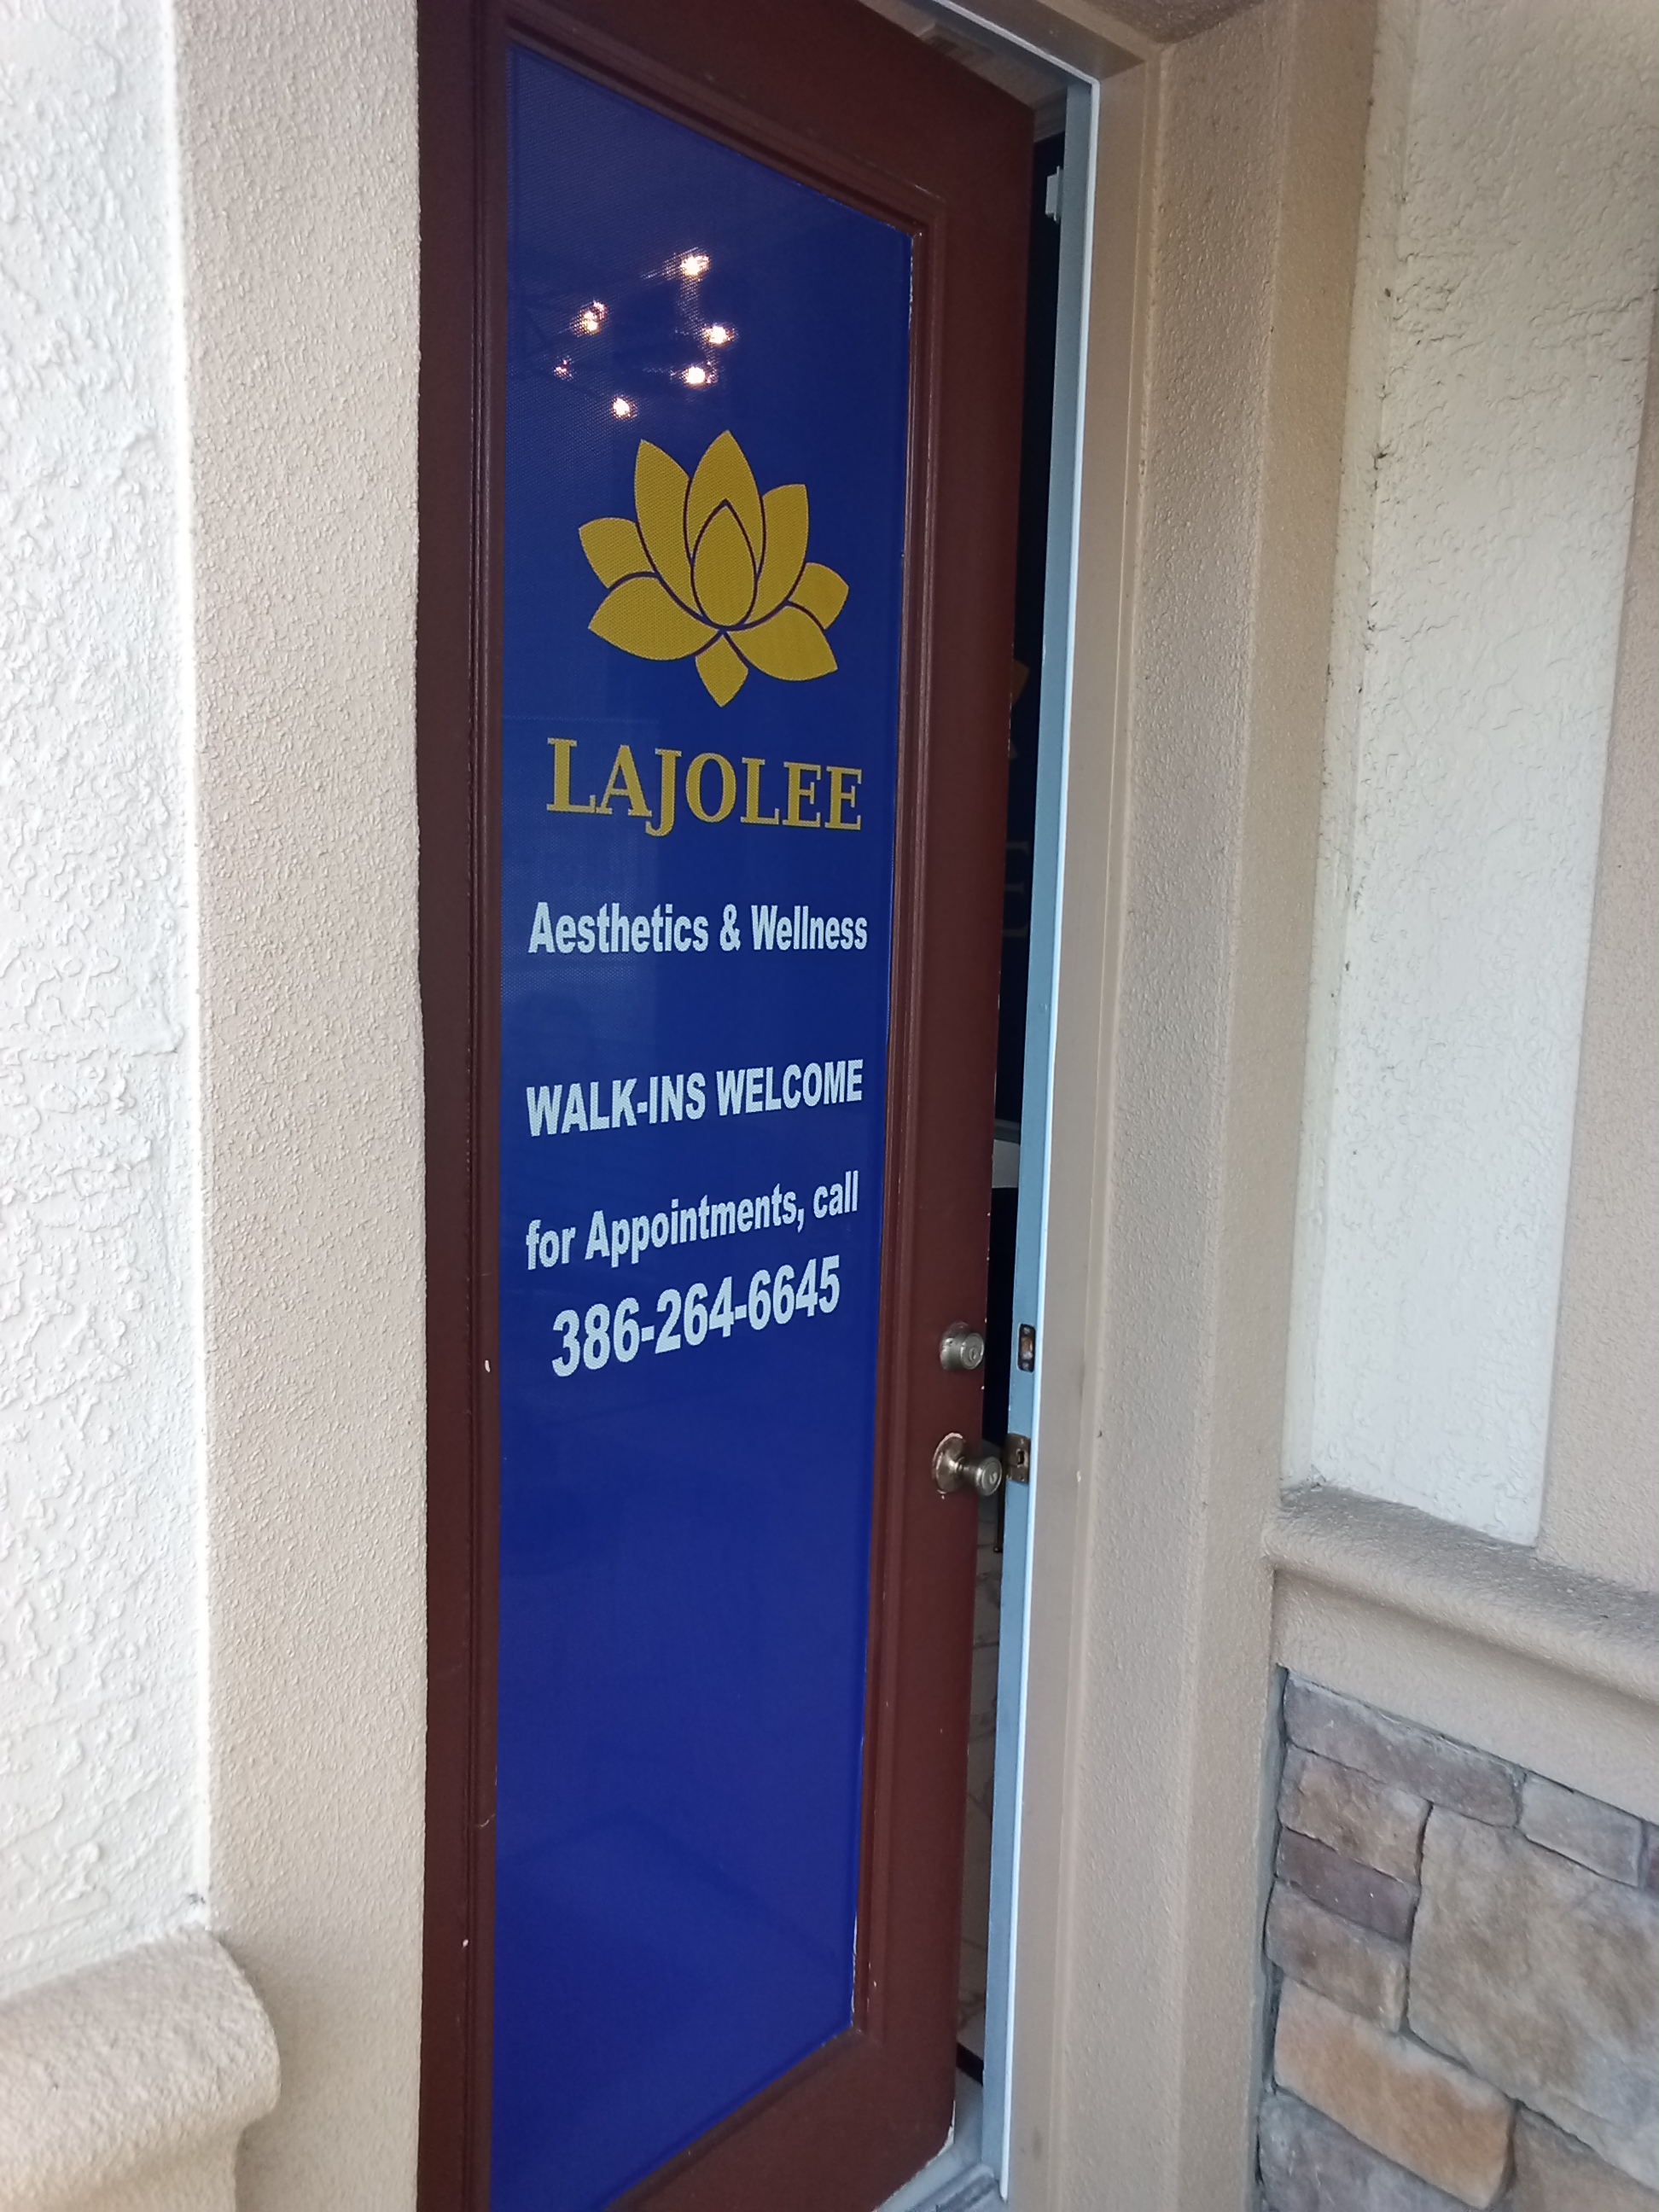 LAJOLEE
Aesthetics & Wellness
WALK-INS WELCOME
for Appointments, call
386-264-6645